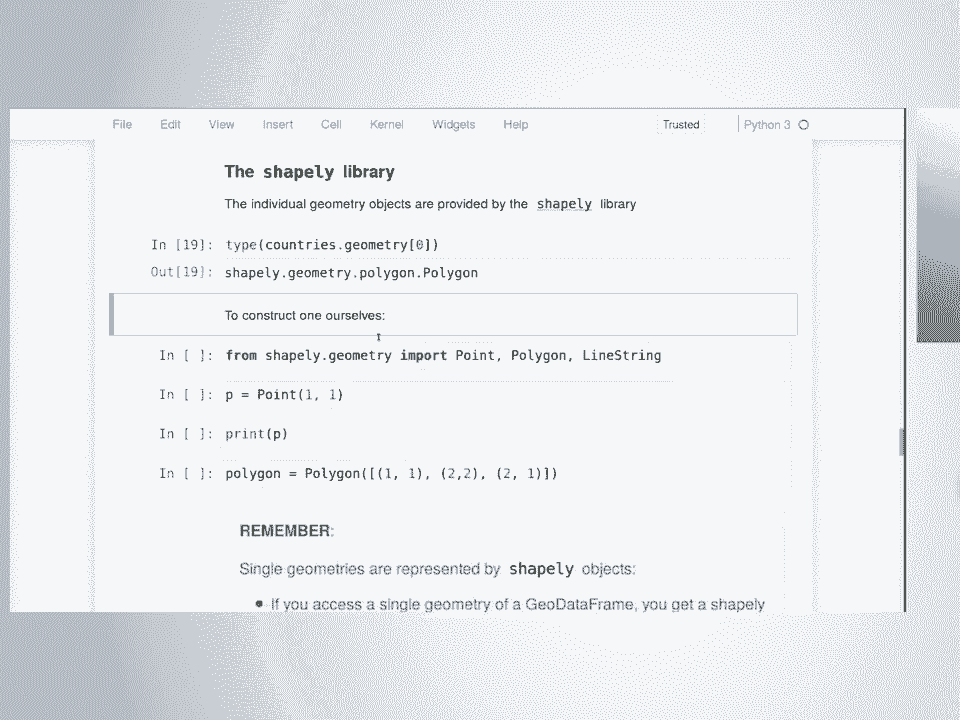 File Edit View Insert Cell Kernel Widgets Help Trusted Python 3
The shapely library
The individual geometry objects are provided by the shapely library
In [19]: type(countries.geometry[0])
Out[19]: shapely.geometry.polygon.Polygon
To construct one ourselves:
In [ ]: from shapely.geometry import Point, Polygon, LineString
In [ ]: p = Point(1, 1)
In [ ]: print(p)
In [ ]: polygon = Polygon([(1, 1), (2,2), (2, 1)])
REMEMBER:
Single geometries are represented by shapely objects:
• If you access a single geometry of a GeoDataFrame, you get a shapely